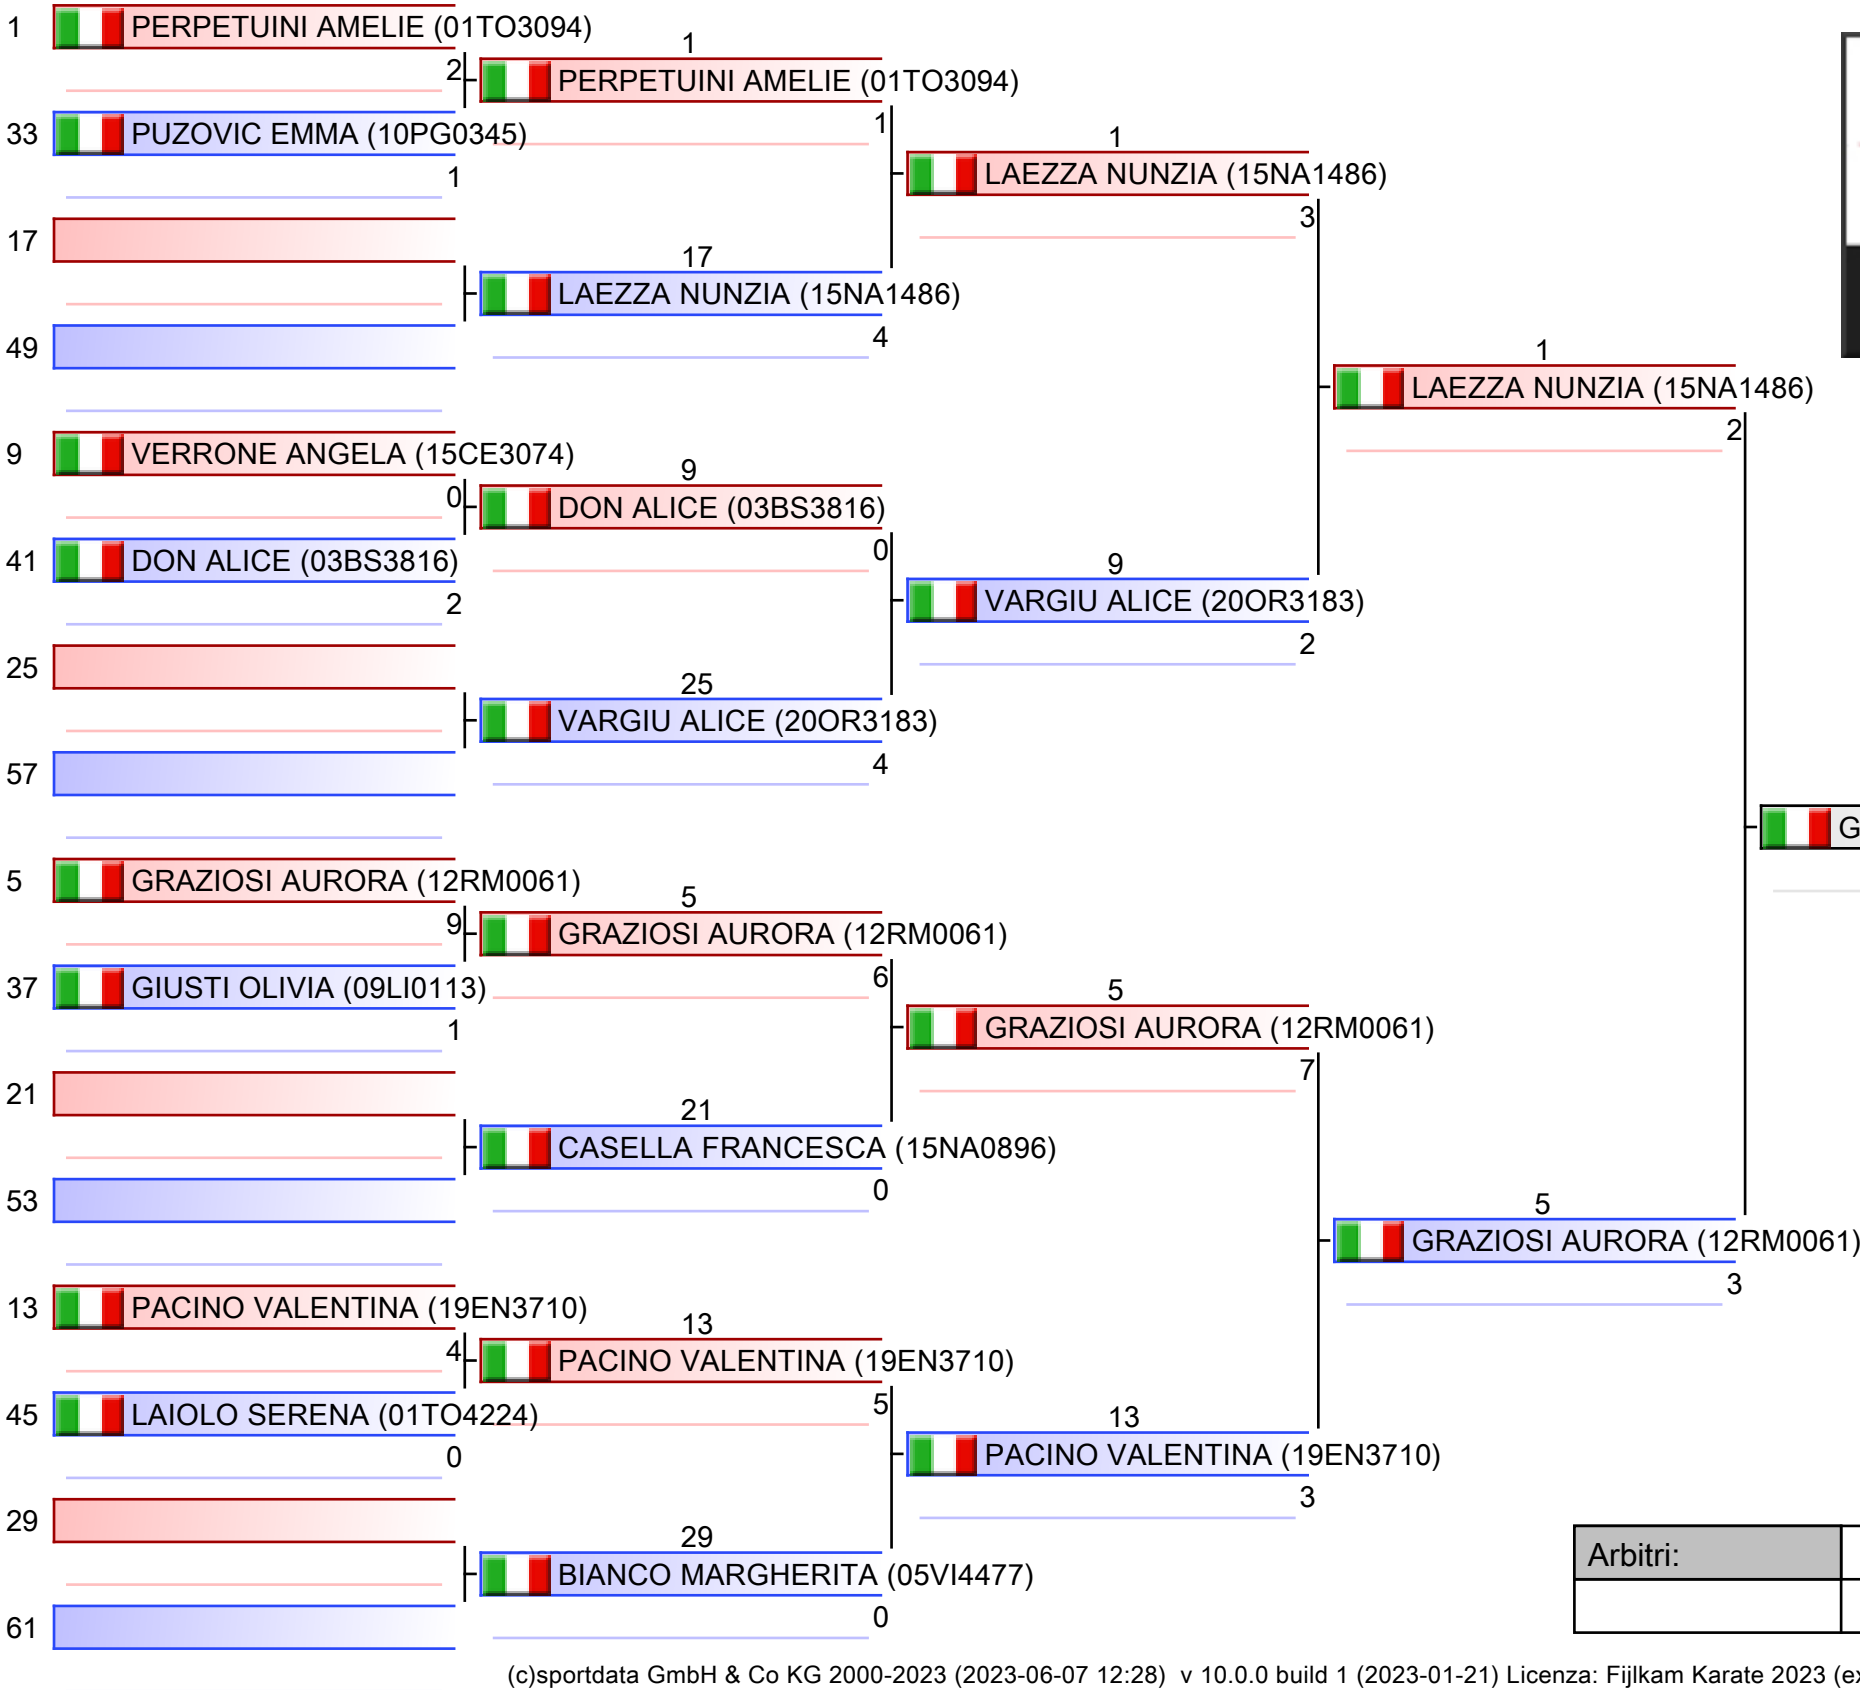 1 PERPETUINI AMELIE (01TO3094)
1
2 PERPETUINI AMELIE (01TO3094)
33 PUZOVIC EMMA (10PG0345)
1
1
1 LAEZZA NUNZIA (15NA1486)
3
17
17
LAEZZA NUNZIA (15NA1486)
4
49
1
LAEZZA NUNZIA (15NA1486)
2
9 VERRONE ANGELA (15CE3074)
9
0 DON ALICE (03BS3816)
0
41 DON ALICE (03BS3816)
2
9
VARGIU ALICE (20OR3183)
2
25
25
VARGIU ALICE (20OR3183)
4
57
G
5 GRAZIOSI AURORA (12RM0061)
5
9 GRAZIOSI AURORA (12RM0061)
6
37 GIUSTI OLIVIA (09LI0113)
1
5
GRAZIOSI AURORA (12RM0061)
7
21
21
CASELLA FRANCESCA (15NA0896)
0
53
5
GRAZIOSI AURORA (12RM0061)
3
13 PACINO VALENTINA (19EN3710)
13
4 PACINO VALENTINA (19EN3710)
5
45 LAIOLO SERENA (01TO4224)
0
13
PACINO VALENTINA (19EN3710)
3
29
29
BIANCO MARGHERITA (05VI4477)
0
61
Arbitri:
(c)sportdata GmbH & Co KG 2000-2023 (2023-06-07 12:28) v 10.0.0 build 1 (2023-01-21) Licenza: Fijlkam Karate 2023 (ex